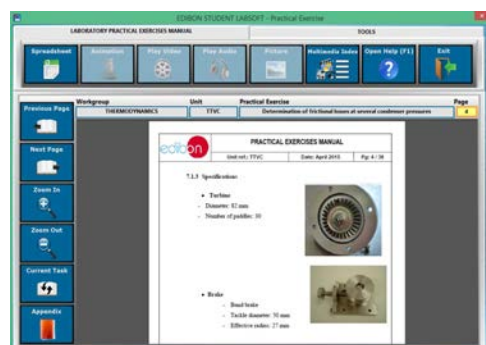 EDIBON STUDENT LABSOFT - Practical Exercise
LABORATORY PRACTICAL EXERCISES MANUAL
TOOLS
Spreadsheet
Animation
Play Video
Play Audio
Picture
Multimedia Index
Open Help (F1)
Exit
Previous Page
Workgroup
Unit
Practical Exercise
Page
THERMODYNAMICS
TTVC
Determination of frictional losses at several condenser pressures
4
Next Page
Zoom In
Zoom Out
Current Task
Appendix
edibon
PRACTICAL EXERCISES MANUAL
Unit ref.: TTVC
Date: April 2015
Pg: 4 / 38
7.1.3 Specifications
• Turbine
- Diameter: 82 mm
- Number of paddles: 30
• Brake
- Band brake
- Tackle diameter: 50 mm
- Effective radius: 27 mm